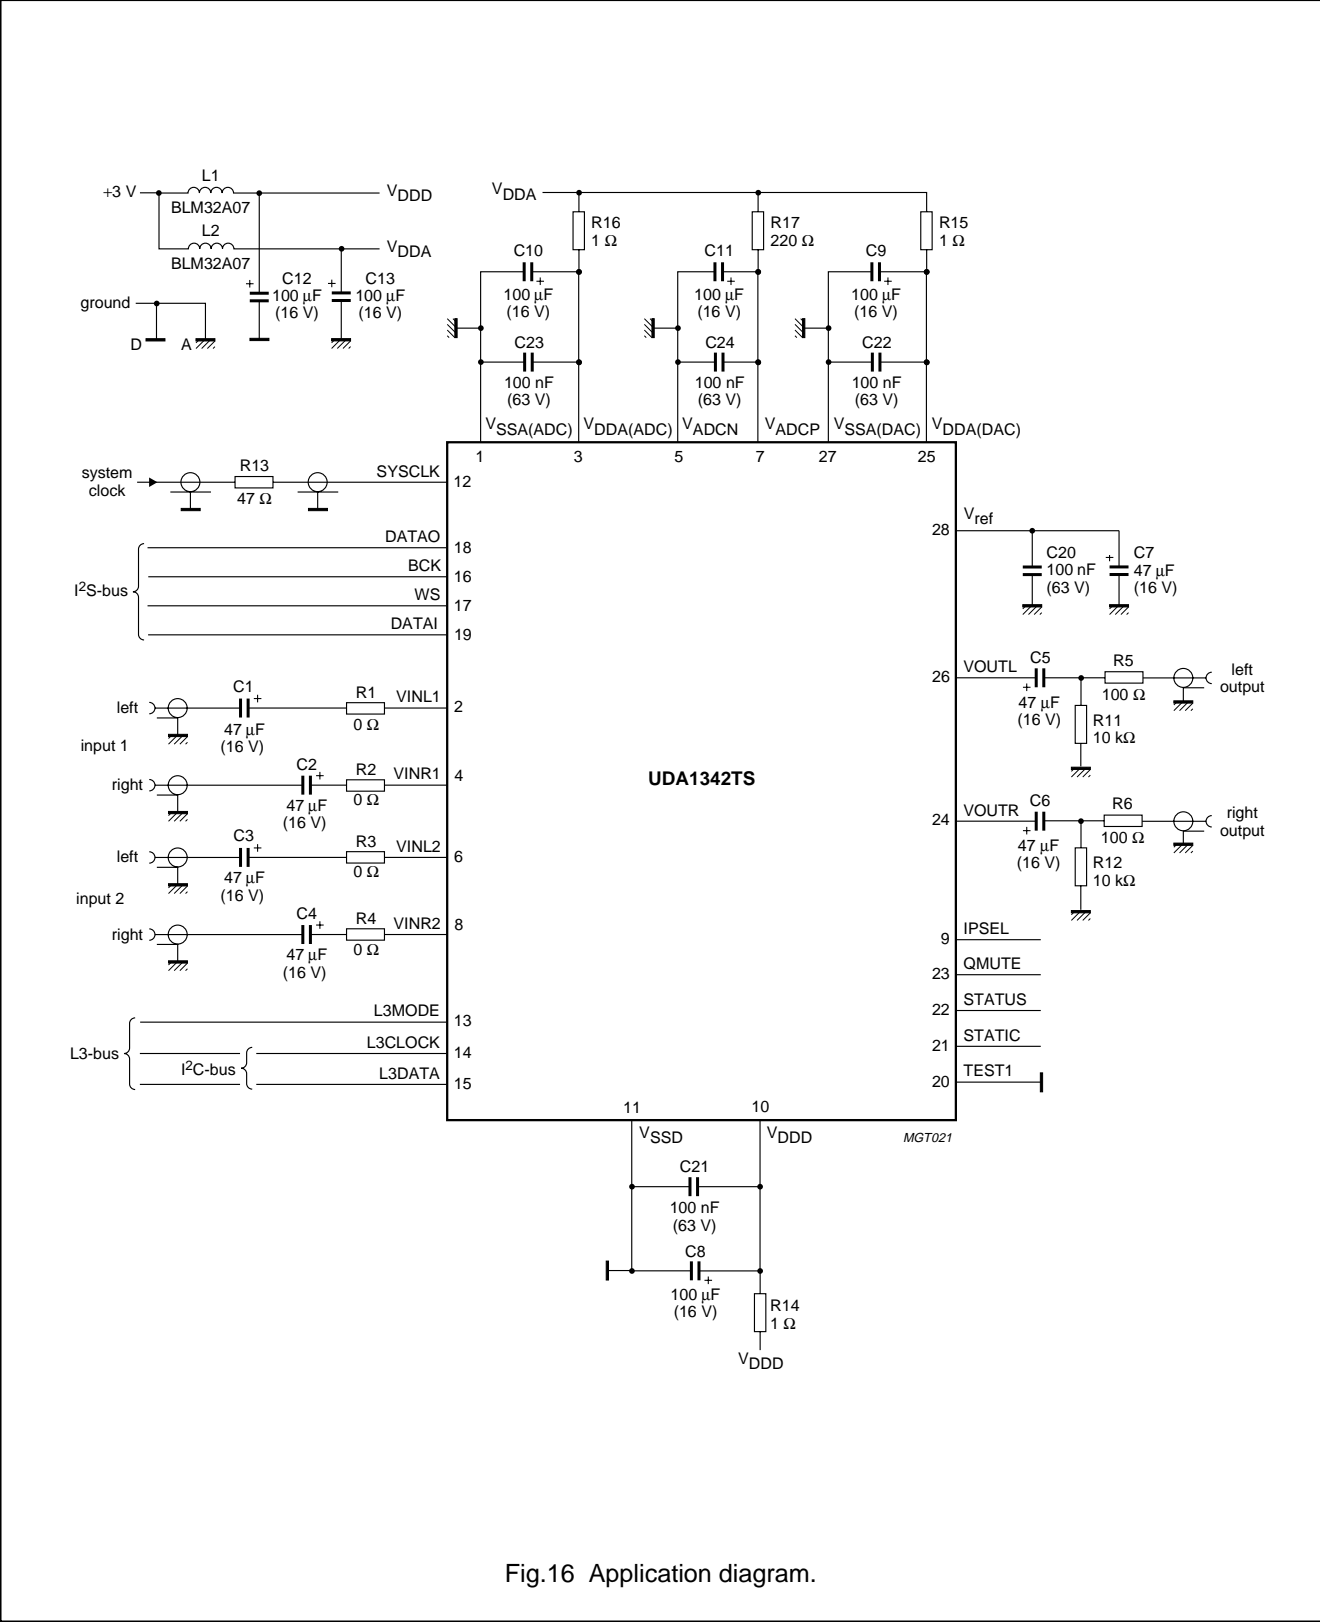 +3 V
L1
BLM32A07
VDDD
L2
BLM32A07
VDDA
C12
100 µF
(16 V)
C13
100 µF
(16 V)
ground
D
A
VDDA
R16
1 Ω
R17
220 Ω
R15
1 Ω
C10
100 µF
(16 V)
C11
100 µF
(16 V)
C9
100 µF
(16 V)
C23
100 nF
(63 V)
C24
100 nF
(63 V)
C22
100 nF
(63 V)
VSSA(ADC)
VDDA(ADC)
VADCN
VADCP
VSSA(DAC)
VDDA(DAC)
1
3
5
7
27
25
system
clock
R13
47 Ω
SYSCLK
12
I2S-bus
DATAO
18
BCK
16
WS
17
DATAI
19
left
C1
+
47 µF
(16 V)
R1
0 Ω
VINL1
2
input 1
right
C2
+
47 µF
(16 V)
R2
0 Ω
VINR1
4
left
C3
+
47 µF
(16 V)
R3
0 Ω
VINL2
6
input 2
right
C4
+
47 µF
(16 V)
R4
0 Ω
VINR2
8
L3-bus
L3MODE
13
I2C-bus
L3CLOCK
14
L3DATA
15
UDA1342TS
28
Vref
C20
100 nF
(63 V)
C7
47 µF
(16 V)
26
VOUTL
C5
+
47 µF
(16 V)
R5
100 Ω
R11
10 kΩ
left
output
24
VOUTR
C6
+
47 µF
(16 V)
R6
100 Ω
R12
10 kΩ
right
output
9
IPSEL
23
QMUTE
22
STATUS
21
STATIC
20
TEST1
11
10
VSSD
VDDD
MGT021
C21
100 nF
(63 V)
C8
+
100 µF
(16 V)
R14
1 Ω
VDDD
Fig.16 Application diagram.